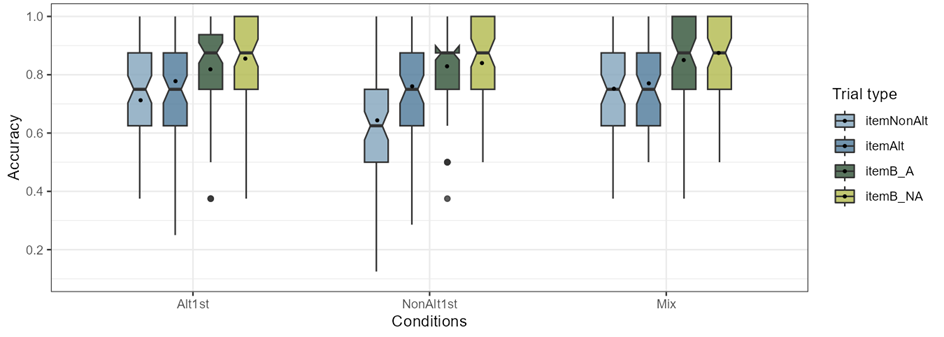 1.0
0.8
0.6
0.4
0.2
Accuracy
Alt1st
NonAlt1st
Mix
Conditions
Trial type
itemNonAlt
itemAlt
itemB_A
itemB_NA